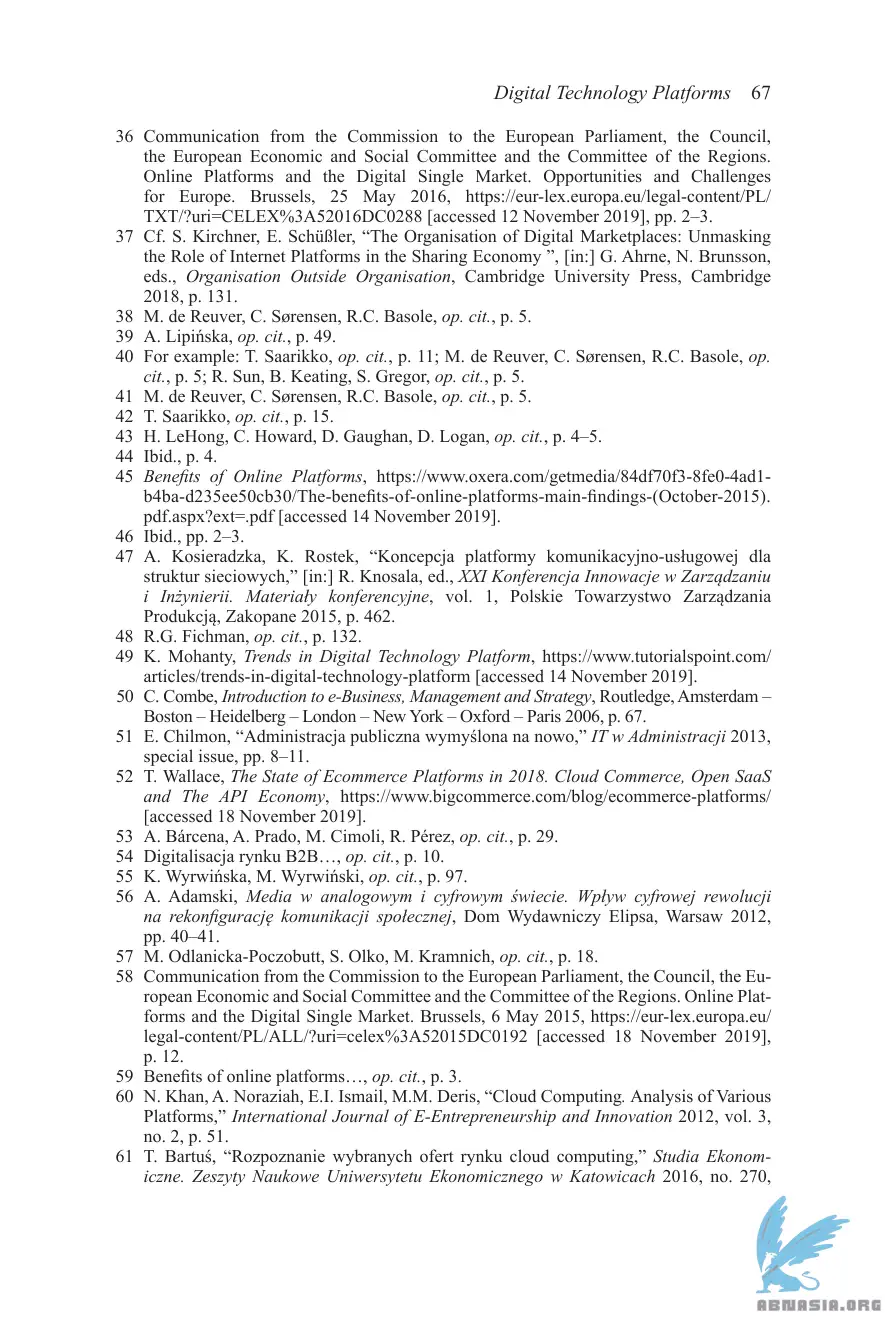 Digital Technology Platforms 67
36 Communication from the Commission to the European Parliament, the Council,
the European Economic and Social Committee and the Committee of the Regions.
Online Platforms and the Digital Single Market. Opportunities and Challenges
for Europe. Brussels, 25 May 2016, https://eur-lex.europa.eu/legal-content/PL/
TXT/?uri=CELEX%3A52016DC0288 [accessed 12 November 2019], pp. 2–3.
37 Cf. S. Kirchner, E. Schüßler, “The Organisation of Digital Marketplaces: Unmasking
the Role of Internet Platforms in the Sharing Economy ”, [in:] G. Ahrne, N. Brunsson,
eds., Organisation Outside Organisation, Cambridge University Press, Cambridge
2018, p. 131.
38 M. de Reuver, C. Sørensen, R.C. Basole, op. cit., p. 5.
39 A. Lipińska, op. cit., p. 49.
40 For example: T. Saarikko, op. cit., p. 11; M. de Reuver, C. Sørensen, R.C. Basole, op.
cit., p. 5; R. Sun, B. Keating, S. Gregor, op. cit., p. 5.
41 M. de Reuver, C. Sørensen, R.C. Basole, op. cit., p. 5.
42 T. Saarikko, op. cit., p. 15.
43 H. LeHong, C. Howard, D. Gaughan, D. Logan, op. cit., p. 4–5.
44 Ibid., p. 4.
45 Benefits of Online Platforms, https://www.oxera.com/getmedia/84df70f3-8fe0-4ad1-
b4ba-d235ee50cb30/The-benefits-of-online-platforms-main-findings-(October-2015).
pdf.aspx?ext=.pdf [accessed 14 November 2019].
46 Ibid., pp. 2–3.
47 A. Kosieradzka, K. Rostek, “Koncepcja platformy komunikacyjno-usługowej dla
struktur sieciowych,” [in:] R. Knosala, ed., XXI Konferencja Innowacje w Zarządzaniu
i Inżynierii. Materiały konferencyjne, vol. 1, Polskie Towarzystwo Zarządzania
Produkcją, Zakopane 2015, p. 462.
48 R.G. Fichman, op. cit., p. 132.
49 K. Mohanty, Trends in Digital Technology Platform, https://www.tutorialspoint.com/
articles/trends-in-digital-technology-platform [accessed 14 November 2019].
50 C. Combe, Introduction to e-Business, Management and Strategy, Routledge, Amsterdam –
Boston – Heidelberg – London – New York – Oxford – Paris 2006, p. 67.
51 E. Chilmon, “Administracja publiczna wymyślona na nowo,” IT w Administracji 2013,
special issue, pp. 8–11.
52 T. Wallace, The State of Ecommerce Platforms in 2018. Cloud Commerce, Open SaaS
and The API Economy, https://www.bigcommerce.com/blog/ecommerce-platforms/
[accessed 18 November 2019].
53 A. Bárcena, A. Prado, M. Cimoli, R. Pérez, op. cit., p. 29.
54 Digitalisacja rynku B2B…, op. cit., p. 10.
55 K. Wyrwińska, M. Wyrwiński, op. cit., p. 97.
56 A. Adamski, Media w analogowym i cyfrowym świecie. Wpływ cyfrowej rewolucji
na rekonfigurację komunikacji społecznej, Dom Wydawniczy Elipsa, Warsaw 2012,
pp. 40–41.
57 M. Odlanicka-Poczobutt, S. Olko, M. Kramnich, op. cit., p. 18.
58 Communication from the Commission to the European Parliament, the Council, the Eu-
ropean Economic and Social Committee and the Committee of the Regions. Online Plat-
forms and the Digital Single Market. Brussels, 6 May 2015, https://eur-lex.europa.eu/
legal-content/PL/ALL/?uri=celex%3A52015DC0192 [accessed 18 November 2019],
p. 12.
59 Benefits of online platforms…, op. cit., p. 3.
60 N. Khan, A. Noraziah, E.I. Ismail, M.M. Deris, “Cloud Computing. Analysis of Various
Platforms,” International Journal of E-Entrepreneurship and Innovation 2012, vol. 3,
no. 2, p. 51.
61 T. Bartuś, “Rozpoznanie wybranych ofert rynku cloud computing,” Studia Ekonom-
iczne. Zeszyty Naukowe Uniwersytetu Ekonomicznego w Katowicach 2016, no. 270,
ABNASIA.ORG